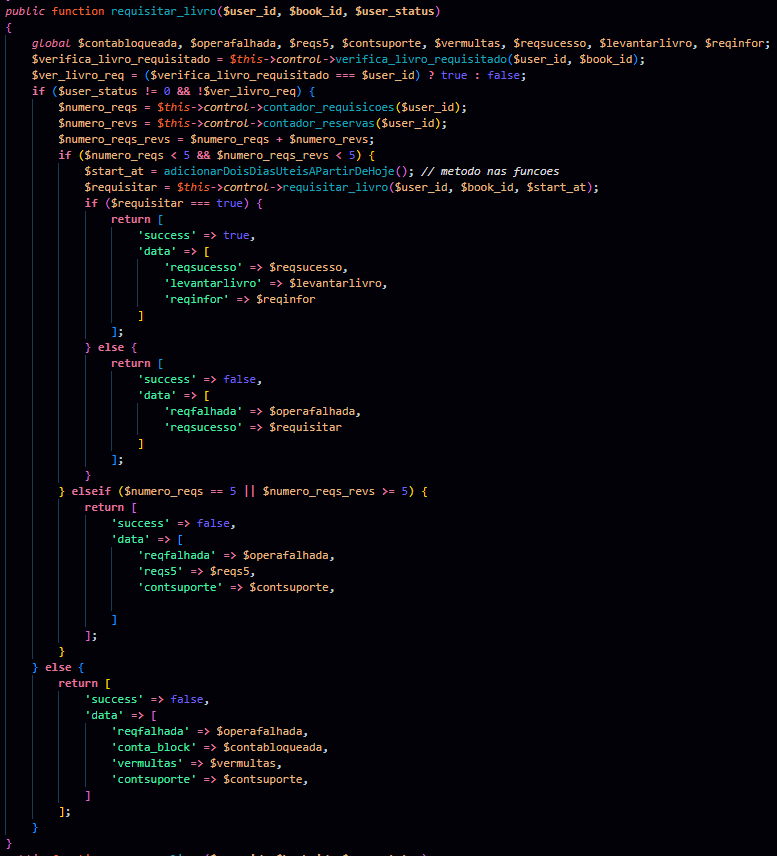 public function requisitar_livro($user_id, $book_id, $user_status)
{
    global $contabloqueada, $operafalhada, $reqs5, $contsuporte, $vermultas, $reqsucesso, $levantarlivro, $reqinfor;
    $verifica_livro_requisitado = $this->control->verifica_livro_requisitado($user_id, $book_id);
    $ver_livro_req = ($verifica_livro_requisitado === $user_id) ? true : false;
    if ($user_status != 0 && !$ver_livro_req) {
        $numero_reqs = $this->control->contador_requisicoes($user_id);
        $numero_revs = $this->control->contador_reservas($user_id);
        $numero_reqs_revs = $numero_reqs + $numero_revs;
        if ($numero_reqs < 5 && $numero_reqs_revs < 5) {
            $start_at = adicionarDoisDiasUteisAPartirDeHoje(); // metodo nas funcoes
            $requisitar = $this->control->requisitar_livro($user_id, $book_id, $start_at);
            if ($requisitar === true) {
                return [
                    'success' => true,
                    'data' => [
                        'reqsucesso' => $reqsucesso,
                        'levantarlivro' => $levantarlivro,
                        'reqinfor' => $reqinfor
                    ]
                ];
            } else {
                return [
                    'success' => false,
                    'data' => [
                        'reqfalhada' => $operafalhada,
                        'reqsucesso' => $requisitar
                    ]
                ];
            }
        } elseif ($numero_reqs == 5 || $numero_reqs_revs >= 5) {
            return [
                'success' => false,
                'data' => [
                    'reqfalhada' => $operafalhada,
                    'reqs5' => $reqs5,
                    'contsuporte' => $contsuporte,
                ]
            ];
        }
    } else {
        return [
            'success' => false,
            'data' => [
                'reqfalhada' => $operafalhada,
                'conta_block' => $contabloqueada,
                'vermultas' => $vermultas,
                'contsuporte' => $contsuporte,
            ]
        ];
    }
}